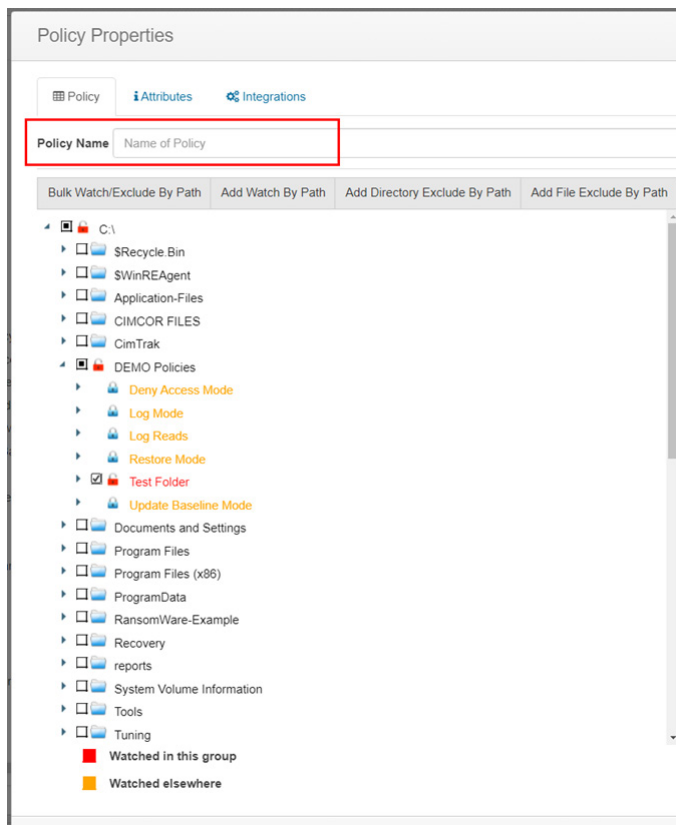 Policy Properties
Policy Attributes Integrations
Policy Name Name of Policy
Bulk Watch/Exclude By Path Add Watch By Path Add Directory Exclude By Path Add File Exclude By Path
C:\
$Recycle.Bin
$WinREAgent
Application-Files
CIMCOR FILES
CimTrak
DEMO Policies
Deny Access Mode
Log Mode
Log Reads
Restore Mode
Test Folder
Update Baseline Mode
Documents and Settings
Program Files
Program Files (x86)
ProgramData
RansomWare-Example
Recovery
reports
System Volume Information
Tools
Tuning
Watched in this group
Watched elsewhere